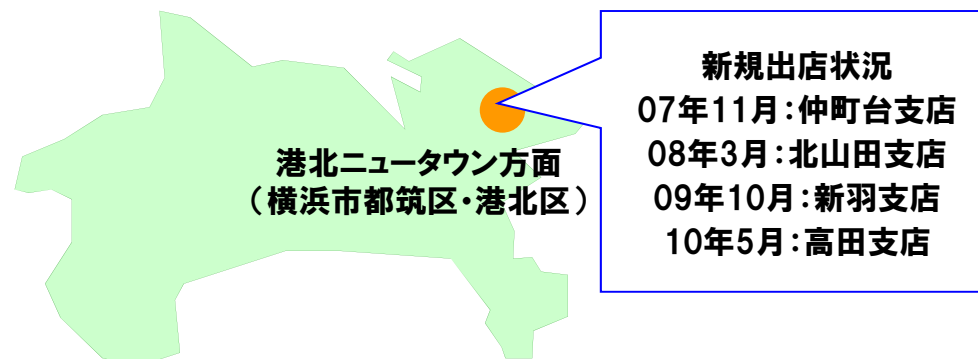 港北ニュータウン方面
（横浜市都筑区・港北区）
新規出店状況
07年11月：仲町台支店
08年3月：北山田支店
09年10月：新羽支店
10年5月：高田支店